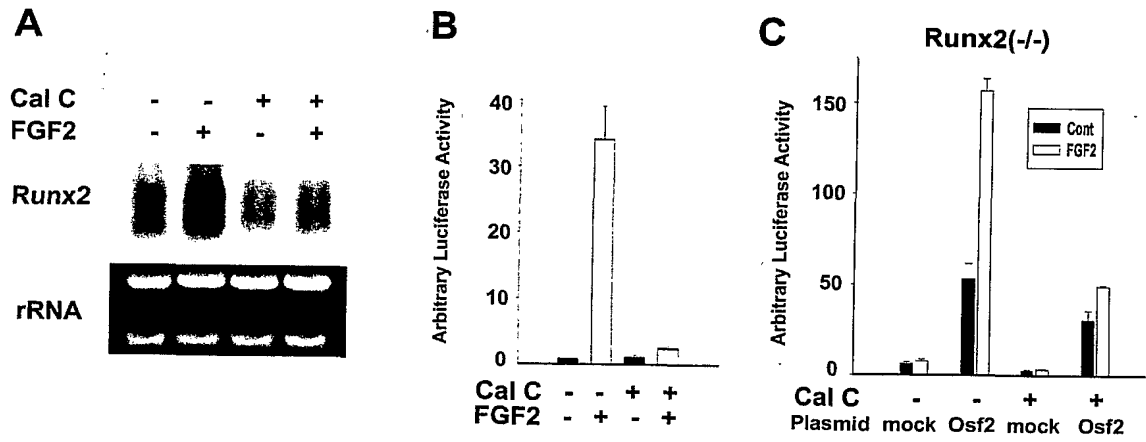 A
Cal C - - + +
FGF2 - + - +
Runx2
rRNA
B
Arbitrary Luciferase Activity
40
30
20
10
0
Cal C - - + +
FGF2 - + - +
C
Runx2(-/-)
Arbitrary Luciferase Activity
150
100
50
0
Cont
FGF2
Cal C - - + +
Plasmid mock Osf2 mock Osf2